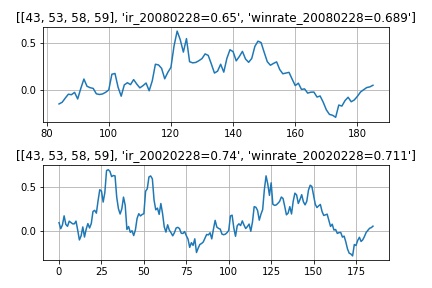 [[43, 53, 58, 59], 'ir_20080228=0.65', 'winrate_20080228=0.689']
0.5
0.0
80 100 120 140 160 180
[[43, 53, 58, 59], 'ir_20020228=0.74', 'winrate_20020228=0.711']
0.5
0.0
0 25 50 75 100 125 150 175